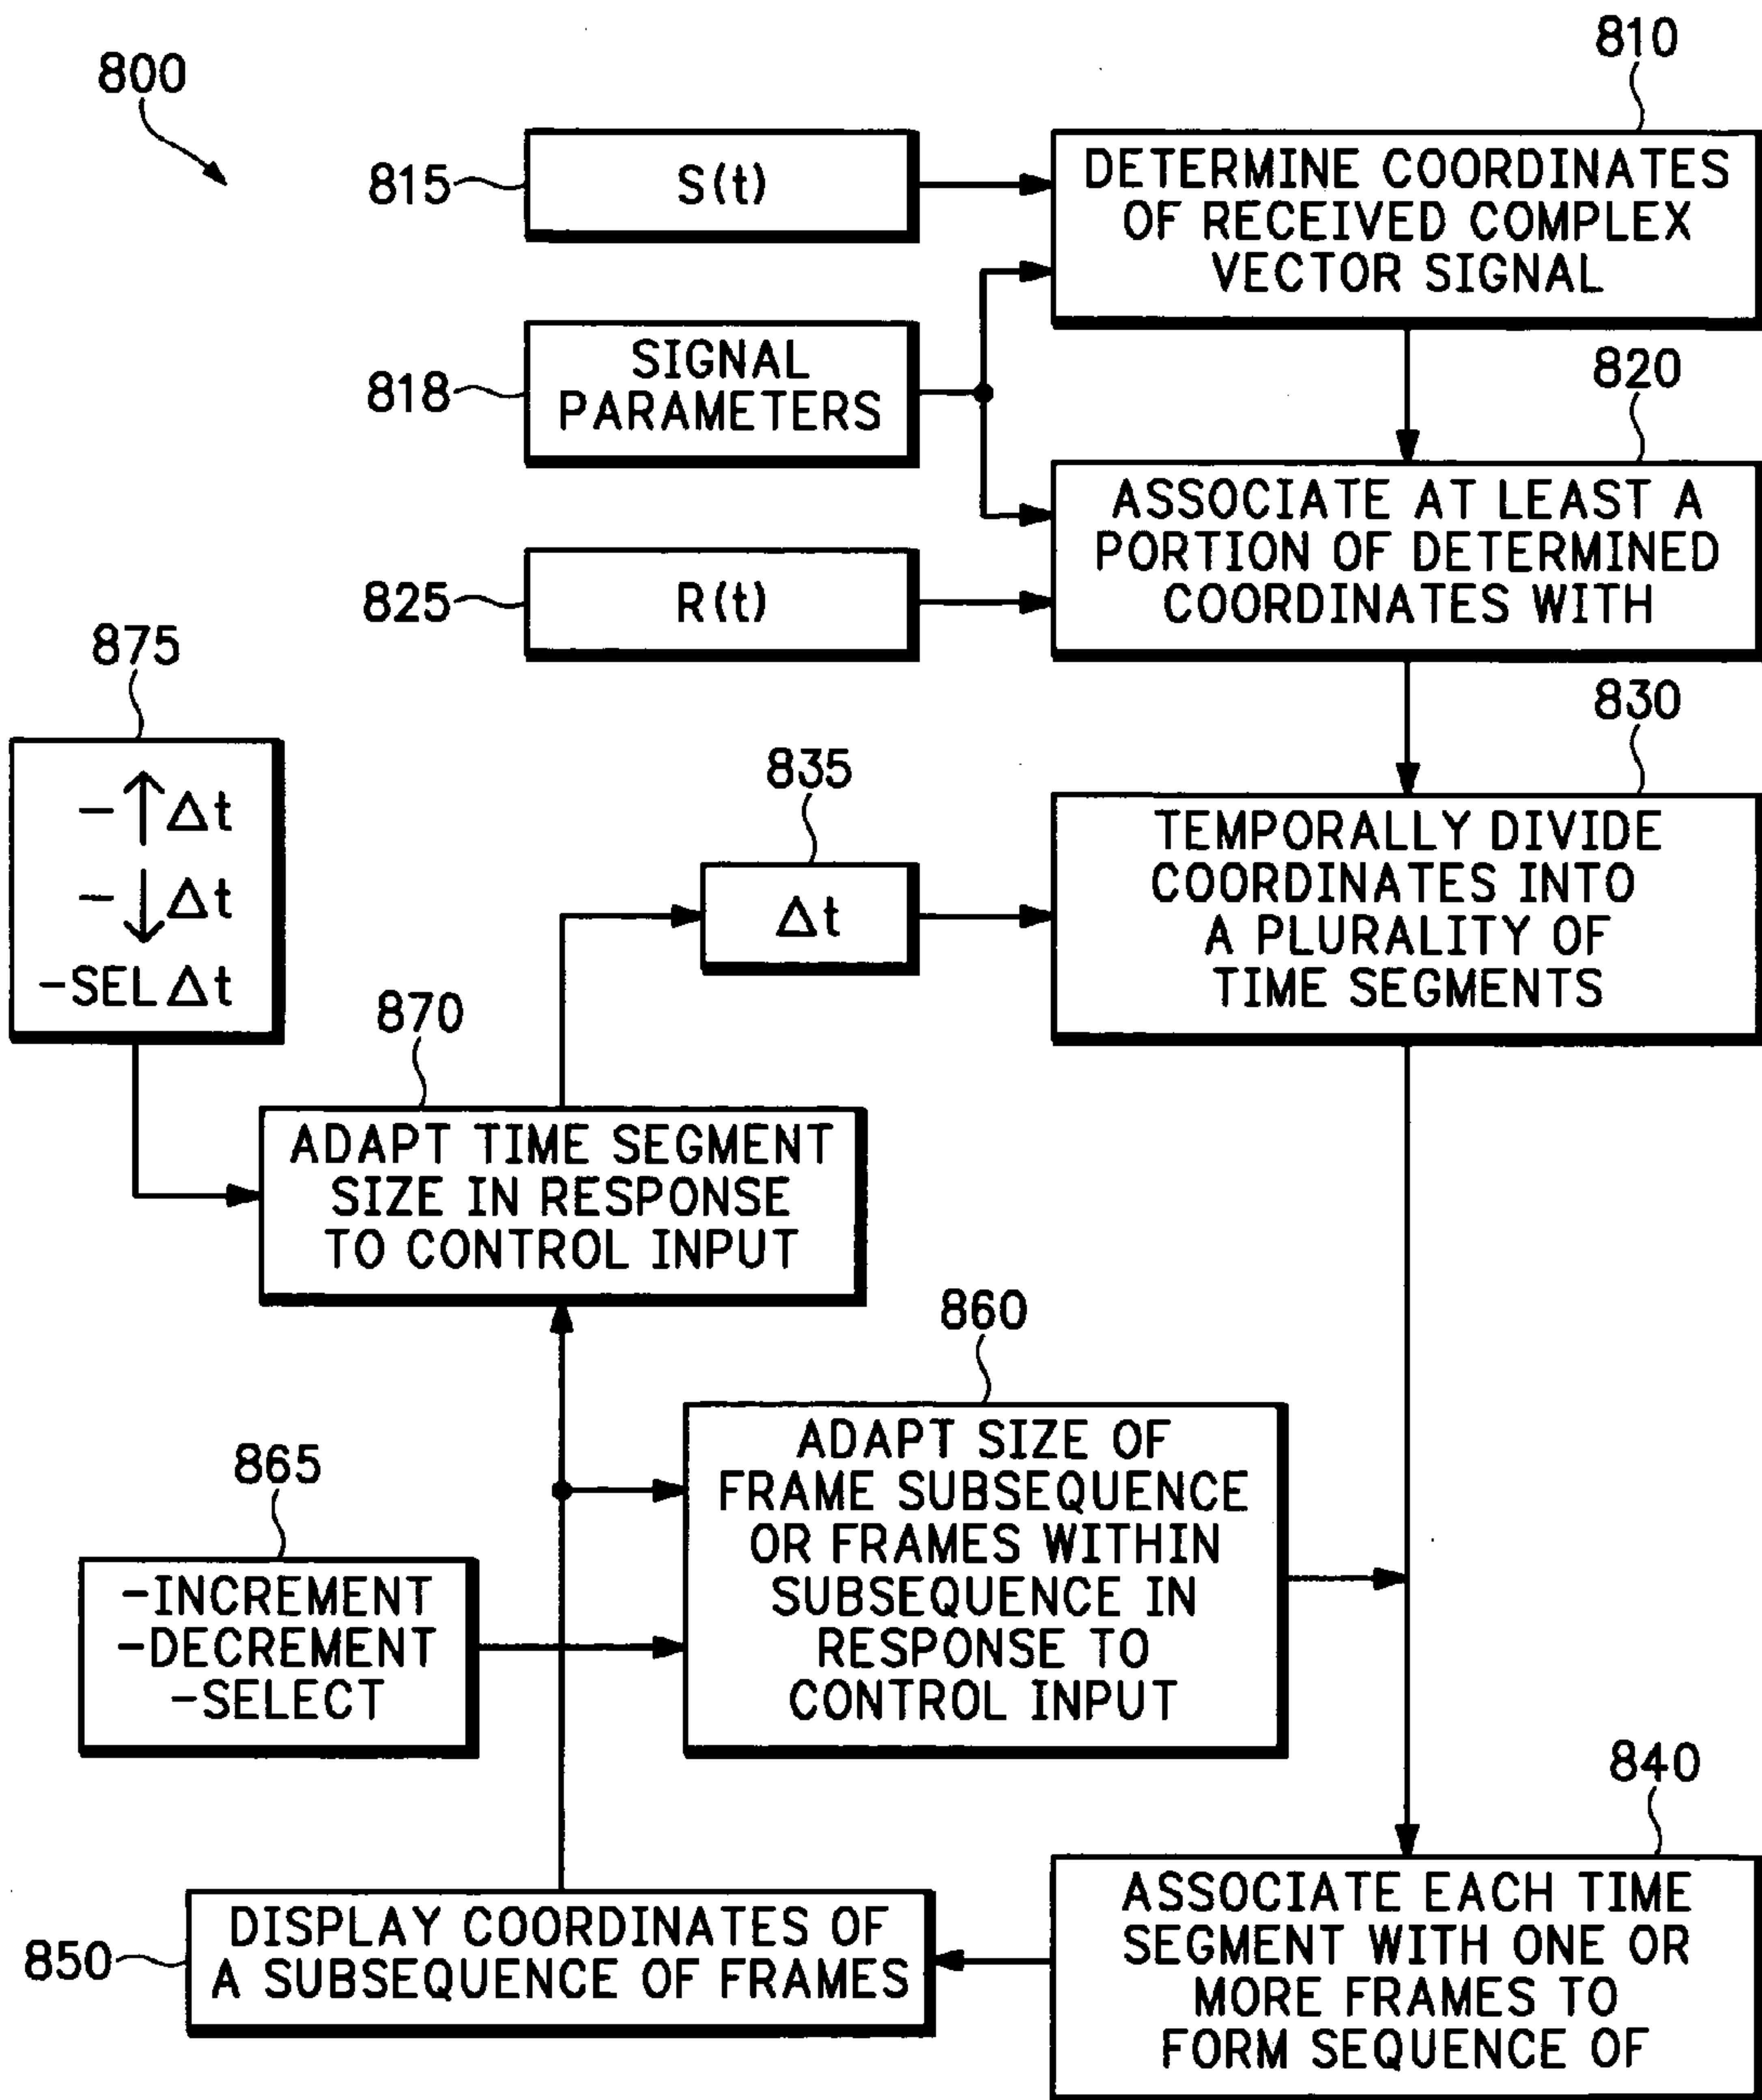 800
810
815
S(t)
DETERMINE COORDINATES
OF RECEIVED COMPLEX
VECTOR SIGNAL
818
SIGNAL
PARAMETERS
820
ASSOCIATE AT LEAST A
PORTION OF DETERMINED
COORDINATES WITH
825
R(t)
875
- ↑ Δt
- ↓ Δt
-SEL Δt
835
Δt
830
TEMPORALLY DIVIDE
COORDINATES INTO
A PLURALITY OF
TIME SEGMENTS
870
ADAPT TIME SEGMENT
SIZE IN RESPONSE
TO CONTROL INPUT
860
ADAPT SIZE OF
FRAME SUBSEQUENCE
OR FRAMES WITHIN
SUBSEQUENCE IN
RESPONSE TO
CONTROL INPUT
865
-INCREMENT
-DECREMENT
-SELECT
840
ASSOCIATE EACH TIME
SEGMENT WITH ONE OR
MORE FRAMES TO
FORM SEQUENCE OF
850
DISPLAY COORDINATES OF
A SUBSEQUENCE OF FRAMES